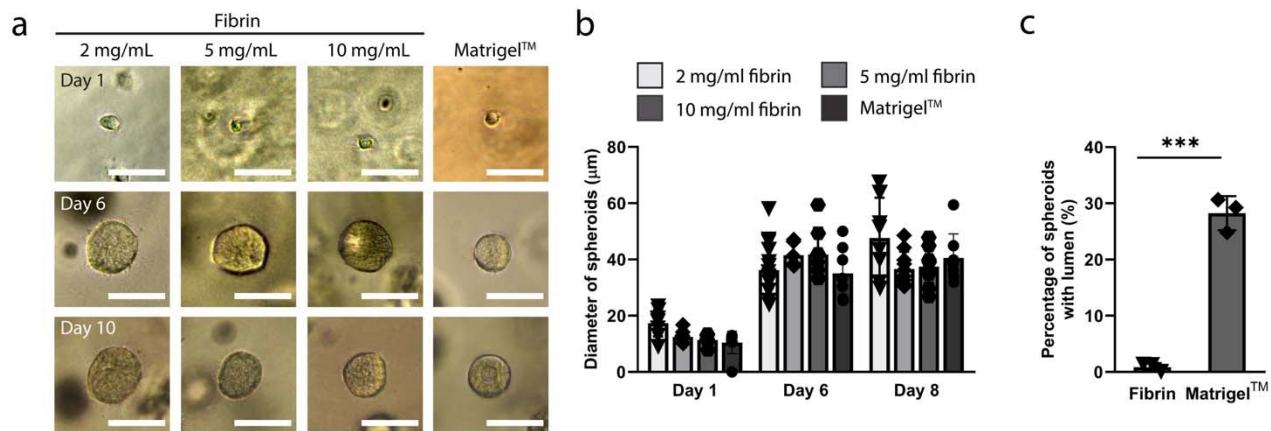 a
Fibrin
2 mg/mL
5 mg/mL
10 mg/mL
Matrigel™
Day 1
Day 6
Day 10
b
2 mg/ml fibrin
5 mg/ml fibrin
10 mg/ml fibrin
Matrigel™
Diameter of spheroids (μm)
80
60
40
20
0
Day 1
Day 6
Day 8
c
Percentage of spheroids
with lumen (%)
40
30
20
10
0
***
Fibrin
Matrigel™